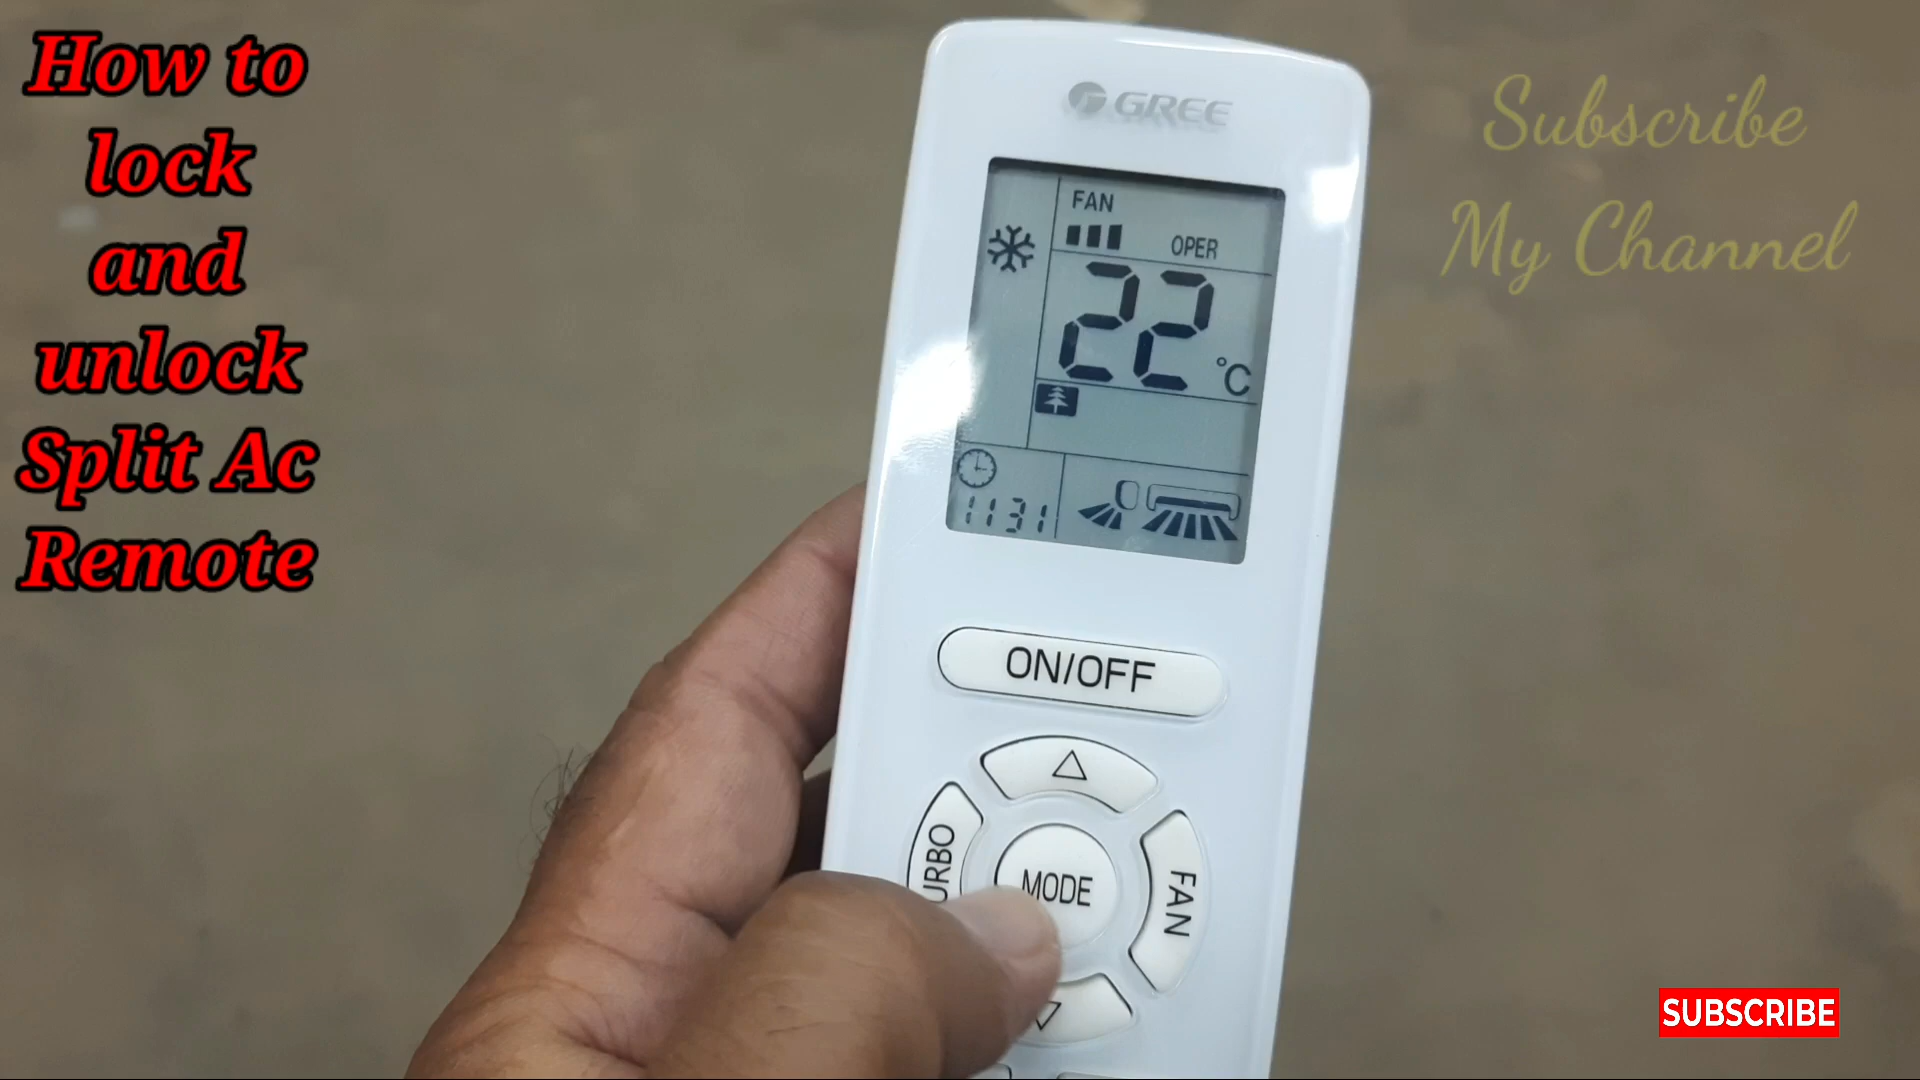 How to
lock
and
unlock
Split Ac
Remote
Subscribe
My Channel
GREE
FAN
OPER
22
°C
1131
ON/OFF
URBO
MODE
FAN
SUBSCRIBE